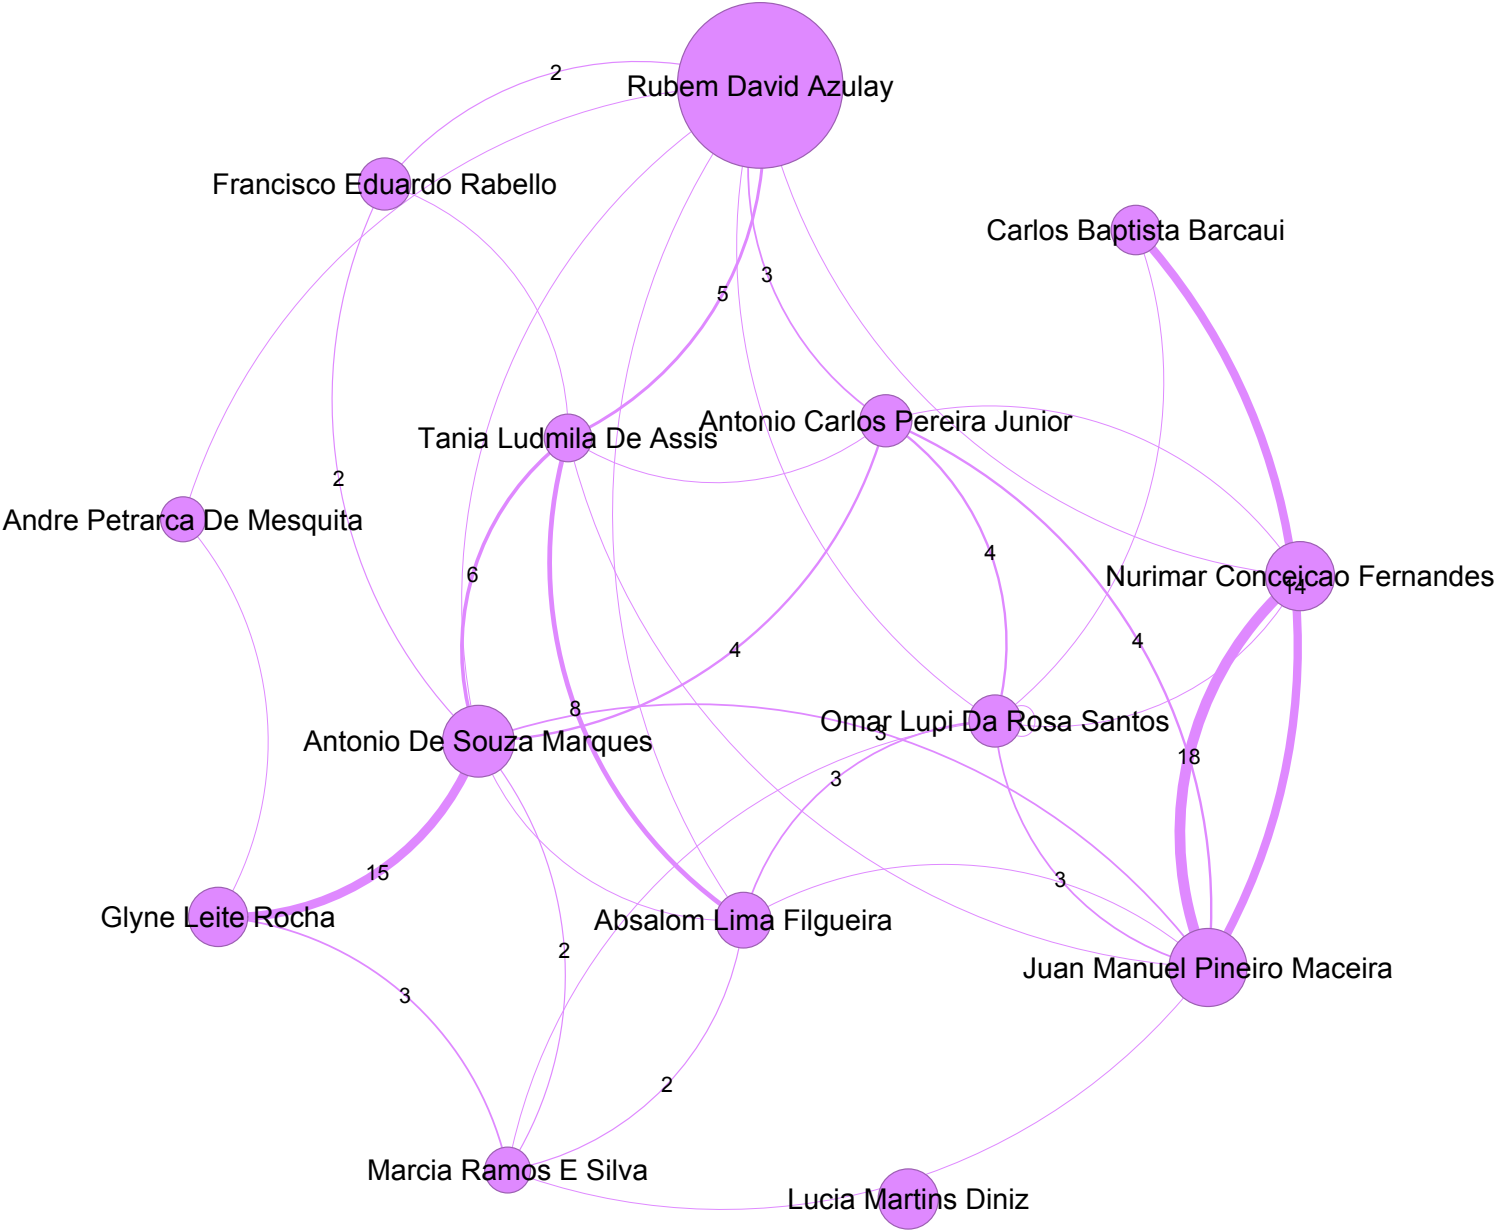 2
Rubem David Azulay
Francisco Eduardo Rabello
Carlos Baptista Barcaui
3
5
Antonio Carlos Pereira Junior
Tania Ludmila De Assis
2
Andre Petrarca De Mesquita
4
6
Nurimar Conceicao Fernandes
14
4
4
8
Omar Lupi Da Rosa Santos
3
Antonio De Souza Marques
18
3
15
3
Glyne Leite Rocha
Absalom Lima Filgueira
2
Juan Manuel Pineiro Maceira
3
2
Marcia Ramos E Silva
Lucia Martins Diniz